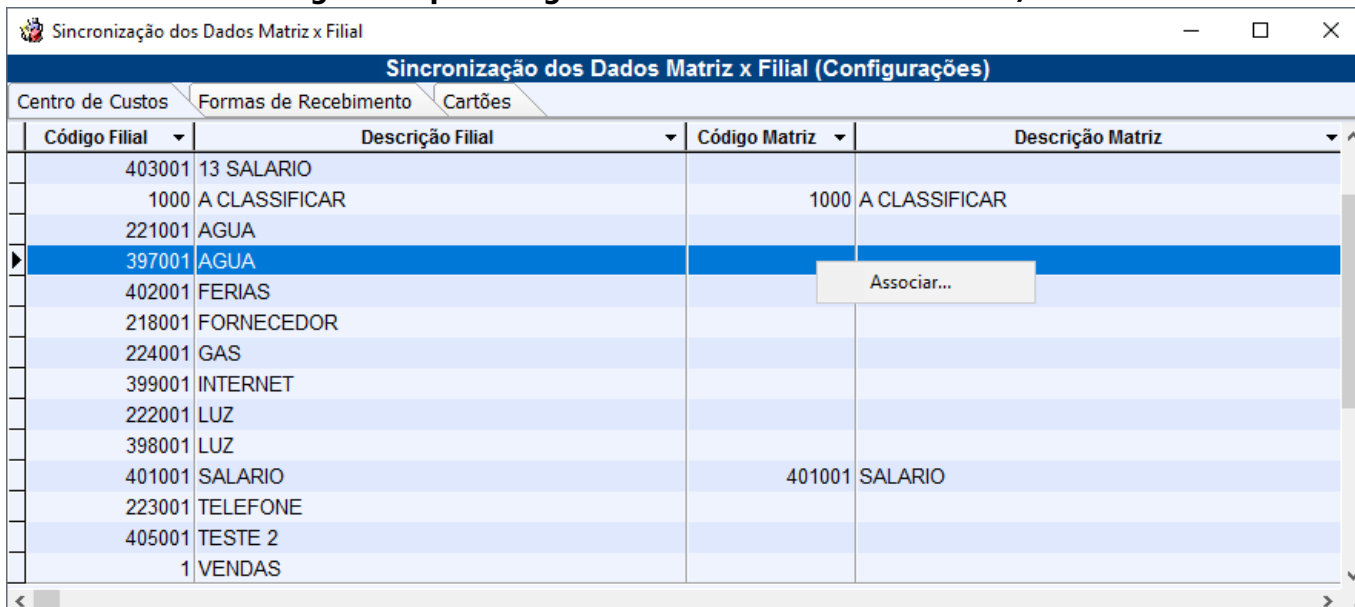 Sincronização dos Dados Matriz x Filial
Sincronização dos Dados Matriz x Filial (Configurações)
Centro de Custos Formas de Recebimento Cartões
Código Filial Descrição Filial Código Matriz Descrição Matriz
403001 13 SALARIO
1000 A CLASSIFICAR 1000 A CLASSIFICAR
221001 AGUA
397001 AGUA
Associar...
402001 FERIAS
218001 FORNECEDOR
224001 GAS
399001 INTERNET
222001 LUZ
398001 LUZ
401001 SALARIO 401001 SALARIO
223001 TELEFONE
405001 TESTE 2
1 VENDAS